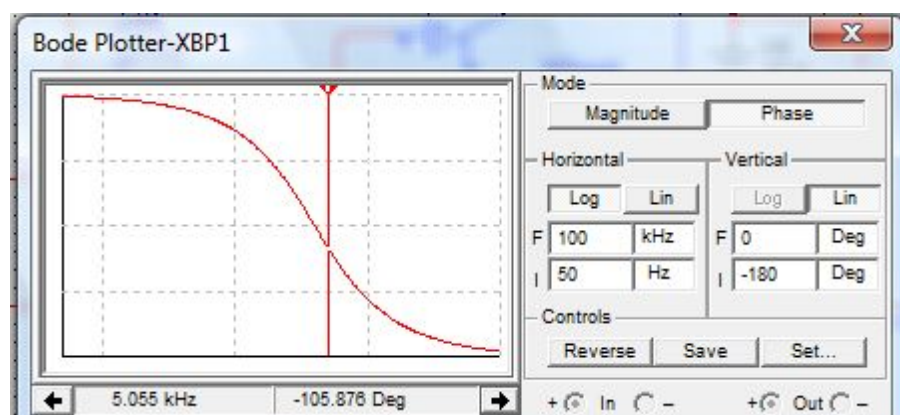 Bode Plotter-XBP1
X
Mode
Magnitude Phase
Horizontal Vertical
Log Lin Log Lin
F 100 kHz F 0 Deg
I 50 Hz I -180 Deg
Controls
Reverse Save Set...
5.055 kHz -105.876 Deg
+ In - + Out -